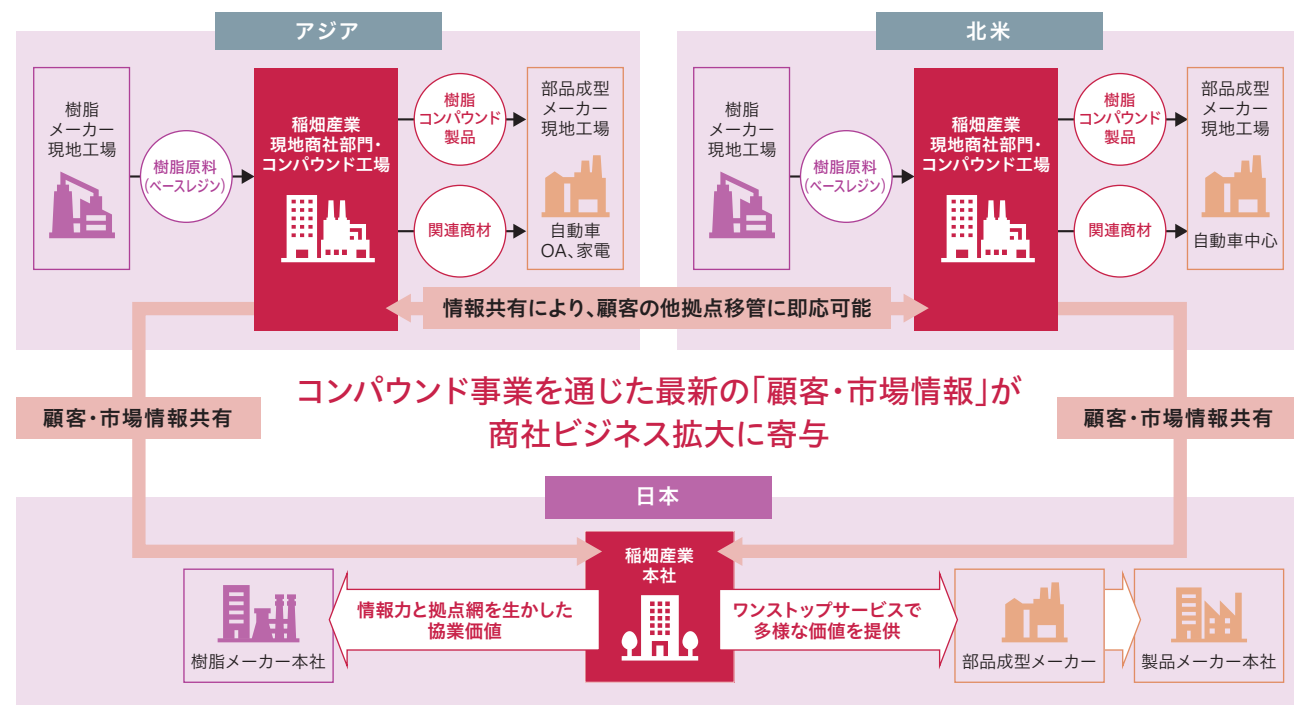 アジア
樹脂
メーカー
現地工場
樹脂原料
(ベースレジン)
稲畑産業
現地商社部門・
コンパウンド工場
樹脂
コンパウンド
製品
関連商材
部品成型
メーカー
現地工場
自動車
OA、家電
北米
樹脂
メーカー
現地工場
樹脂原料
(ベースレジン)
稲畑産業
現地商社部門・
コンパウンド工場
樹脂
コンパウンド
製品
関連商材
部品成型
メーカー
現地工場
自動車中心
情報共有により、顧客の他拠点移管に即応可能
コンパウンド事業を通じた最新の「顧客・市場情報」が
商社ビジネス拡大に寄与
顧客・市場情報共有
顧客・市場情報共有
日本
稲畑産業
本社
情報力と拠点網を生かした
協業価値
樹脂メーカー本社
ワンストップサービスで
多様な価値を提供
部品成型メーカー
製品メーカー本社